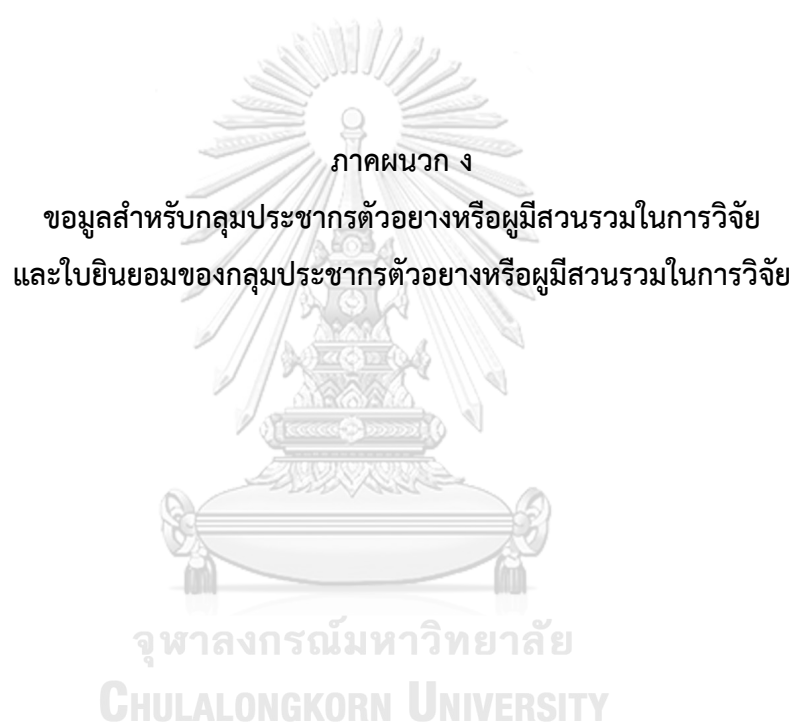 ภาคผนวก ง
ขอมูลสำหรับกลุมประชากรตัวอยางหรือผูมีสวนรวมในการวิจัย
และใบยินยอมของกลุมประชากรตัวอยางหรือผูมีสวนรวมในการวิจัย
จุฬาลงกรณ์มหาวิทยาลัย
CHULALONGKORN UNIVERSITY